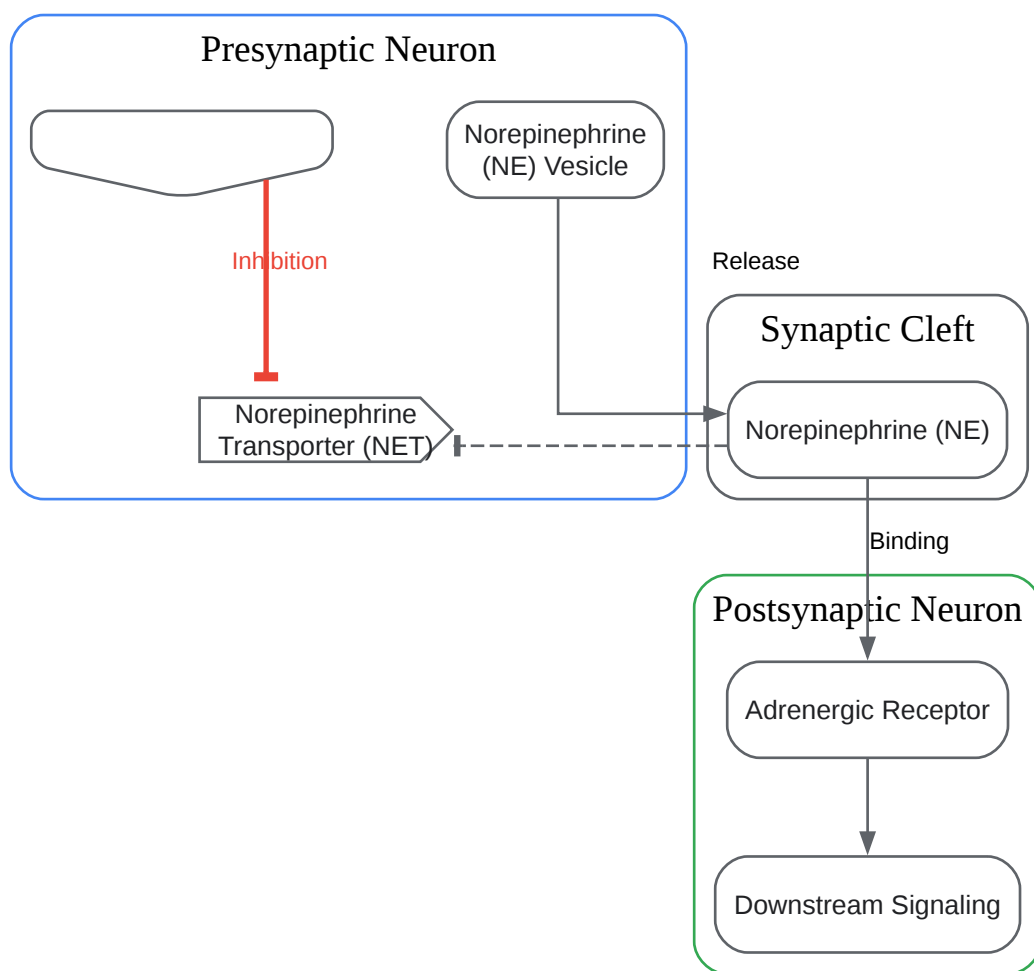 Presynaptic Neuron
Norepinephrine
(NE) Vesicle
Inhibition
Release
Synaptic Cleft
Norepinephrine
Transporter (NET)
Norepinephrine (NE)
Binding
Postsynaptic Neuron
Adrenergic Receptor
Downstream Signaling